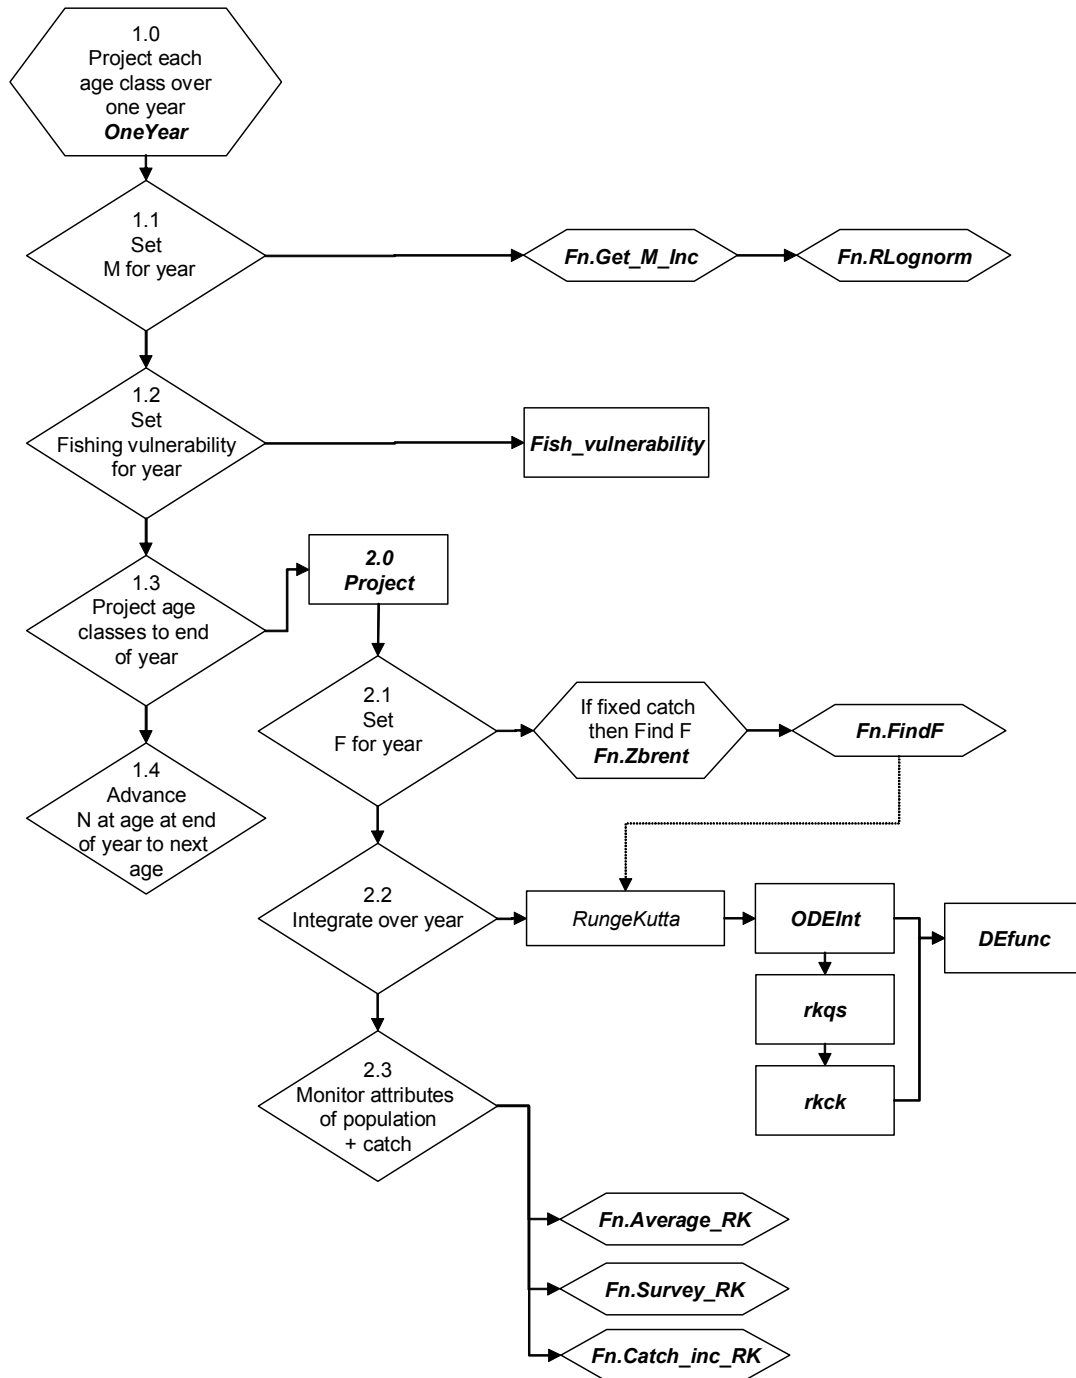 1.0
Project each
age class over
one year
OneYear
1.1
Set
M for year
Fn.Get_M_Inc
Fn.RLognorm
1.2
Set
Fishing vulnerability
for year
Fish_vulnerability
1.3
Project age
classes to end
of year
2.0
Project
1.4
Advance
N at age at end
of year to next
age
2.1
Set
F for year
If fixed catch
then Find F
Fn.Zbrent
Fn.FindF
2.2
Integrate over year
RungeKutta
ODEInt
DEfunc
rkqs
rkck
2.3
Monitor attributes
of population
+ catch
Fn.Average_RK
Fn.Survey_RK
Fn.Catch_inc_RK